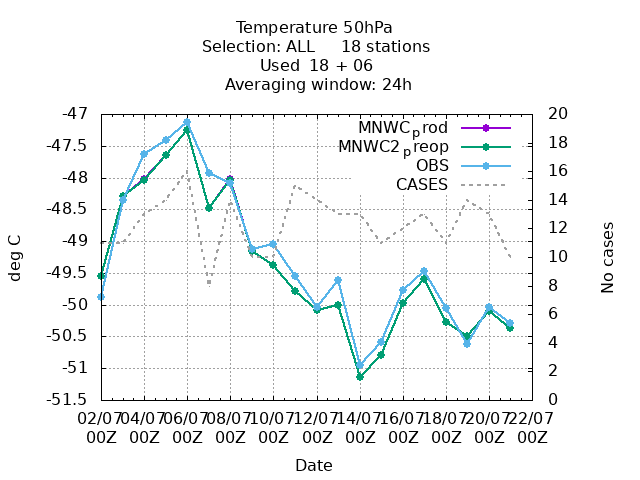 Temperature 50hPa
Selection: ALL 18 stations
Used 18 + 06
Averaging window: 24h
MNWCprod
MNWC2preop
OBS
CASES
-47
-47.5
-48
-48.5
-49
-49.5
-50
-50.5
-51
-51.5
deg C
20
18
16
14
12
10
8
6
4
2
0
No cases
02/07 04/07 06/07 08/07 10/07 12/07 14/07 16/07 18/07 20/07 22/07
00Z 00Z 00Z 00Z 00Z 00Z 00Z 00Z 00Z 00Z 00Z
Date